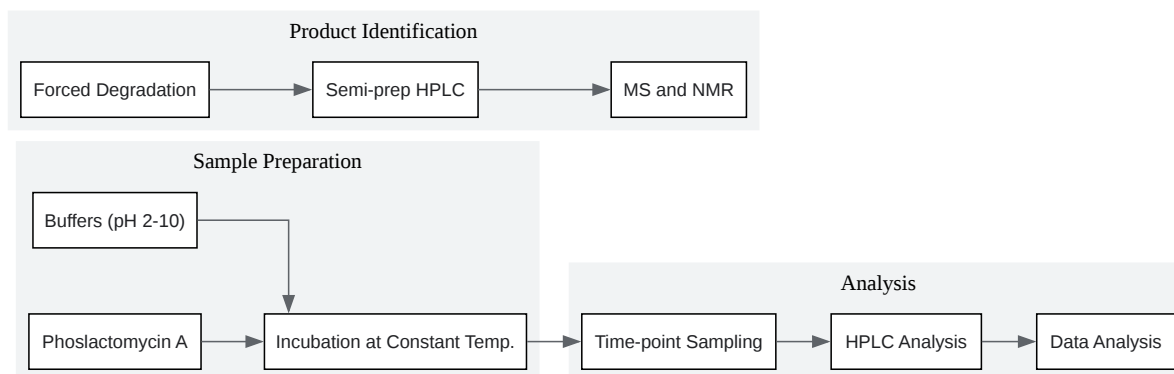 Product Identification
Forced Degradation
Semi-prep HPLC
MS and NMR
Sample Preparation
Buffers (pH 2-10)
Phoslactomycin A
Incubation at Constant Temp.
Analysis
Time-point Sampling
HPLC Analysis
Data Analysis